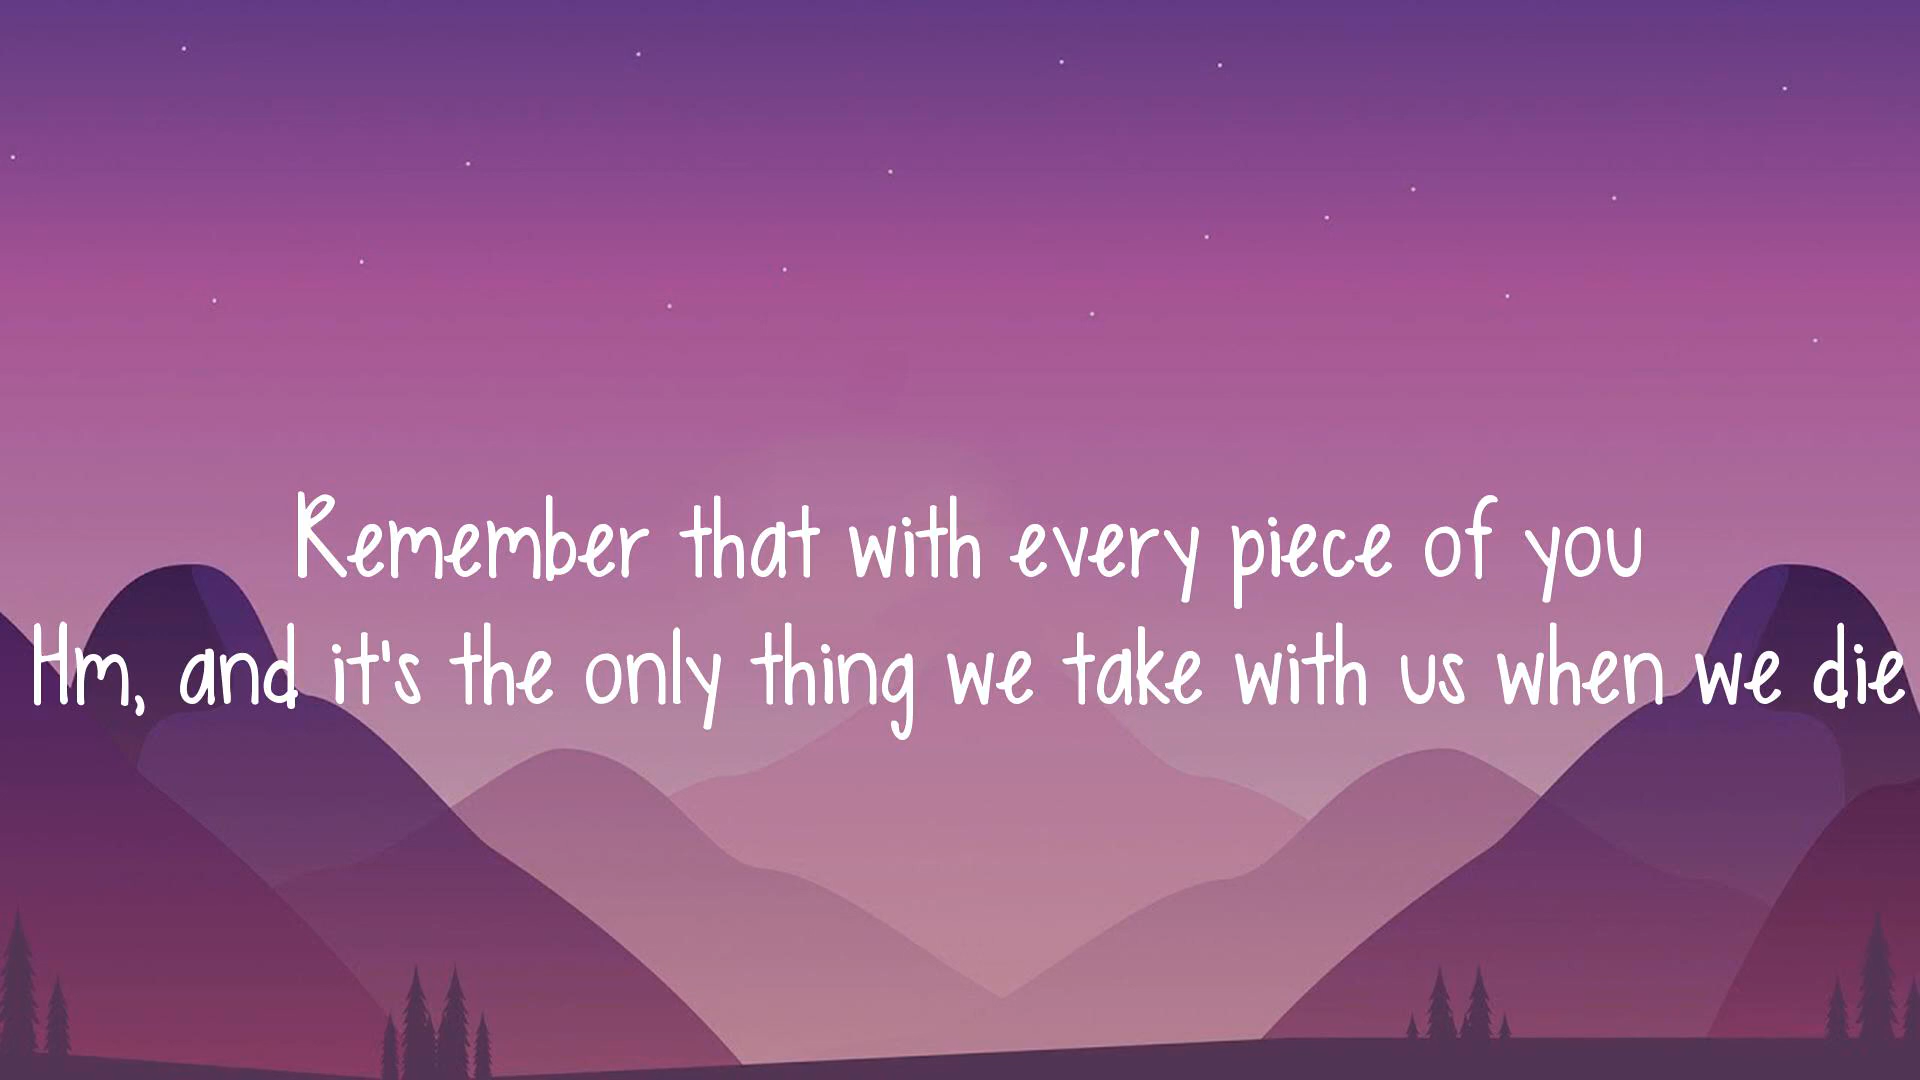 Remember that with every piece of you
Hm, and it's the only thing we take with us when we die